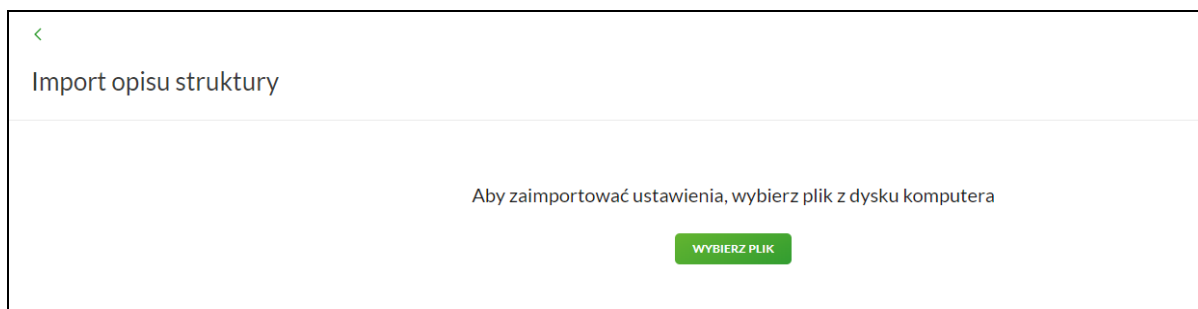 Import opisu struktury
Aby zaimportować ustawienia, wybierz plik z dysku komputera
WYBIERZ PLIK